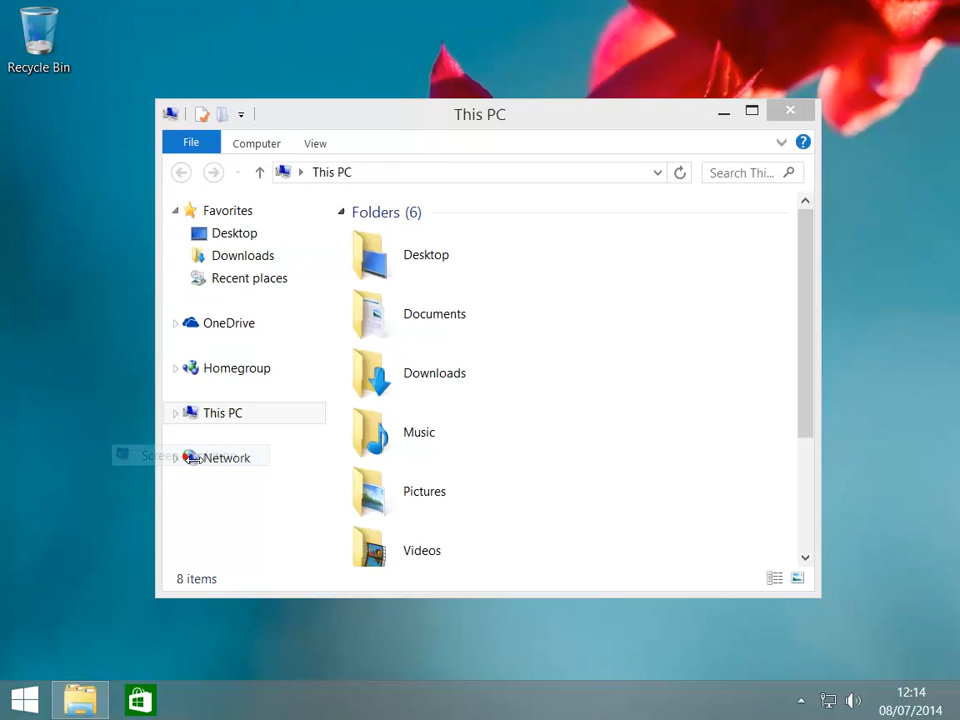 Recycle Bin
This PC
File
Computer
View
This PC
Search Thi...
Favorites
Desktop
Downloads
Recent places
OneDrive
Homegroup
This PC
Network
Screen
Folders (6)
Desktop
Documents
Downloads
Music
Pictures
Videos
8 items
12:14
08/07/2014